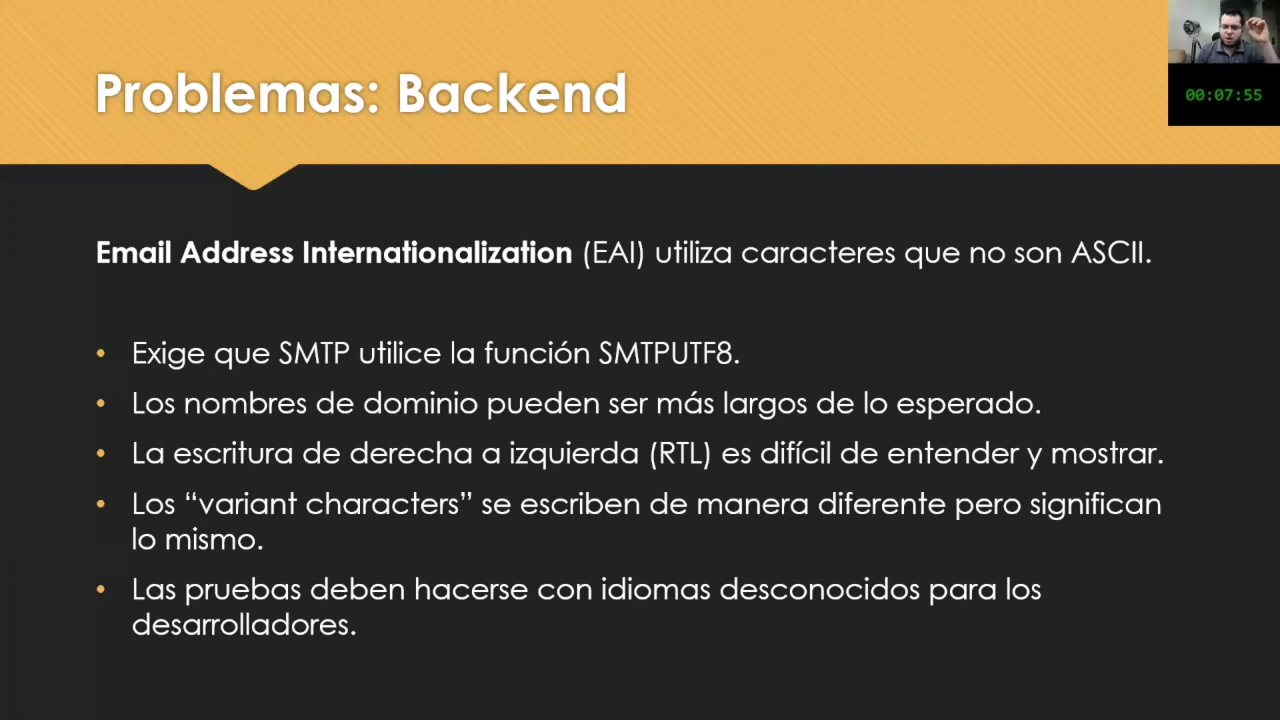 Problemas: Backend
00:07:55
Email Address Internationalization (EAI) utiliza caracteres que no son ASCII.
• Exige que SMTP utilice la función SMTPUTF8.
• Los nombres de dominio pueden ser más largos de lo esperado.
• La escritura de derecha a izquierda (RTL) es difícil de entender y mostrar.
• Los “variant characters” se escriben de manera diferente pero significan
lo mismo.
• Las pruebas deben hacerse con idiomas desconocidos para los
desarrolladores.